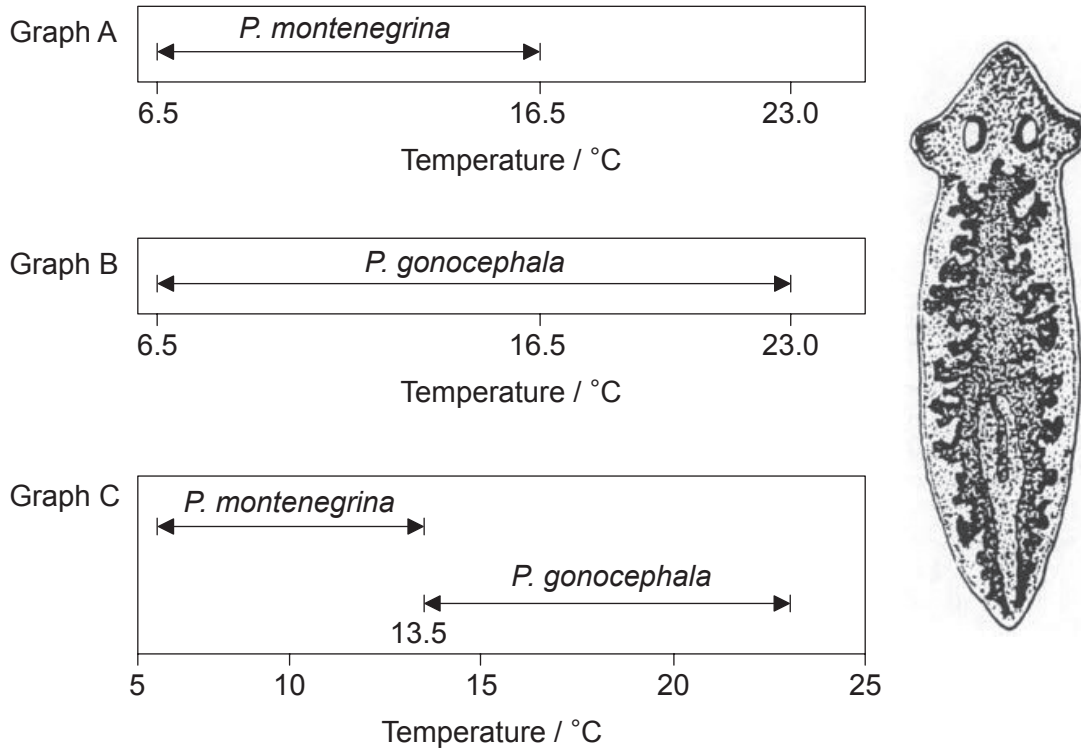 Graph A
P. montenegrina
6.5 16.5 23.0
Temperature / °C
Graph B
P. gonocephala
6.5 16.5 23.0
Temperature / °C
Graph C
P. montenegrina
P. gonocephala
13.5
5 10 15 20 25
Temperature / °C